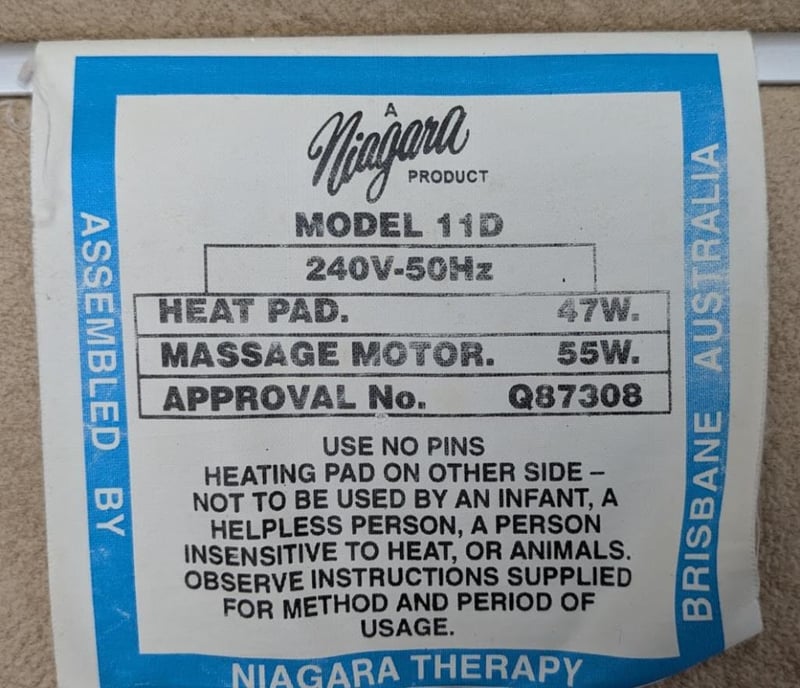 A
Niagara
PRODUCT
MODEL 11D
240V-50Hz
HEAT PAD. 47W.
MASSAGE MOTOR. 55W.
APPROVAL No. Q87308
USE NO PINS
HEATING PAD ON OTHER SIDE –
NOT TO BE USED BY AN INFANT, A
HELPLESS PERSON, A PERSON
INSENSITIVE TO HEAT, OR ANIMALS.
OBSERVE INSTRUCTIONS SUPPLIED
FOR METHOD AND PERIOD OF
USAGE.
ASSEMBLED BY
NIAGARA THERAPY
BRISBANE AUSTRALIA